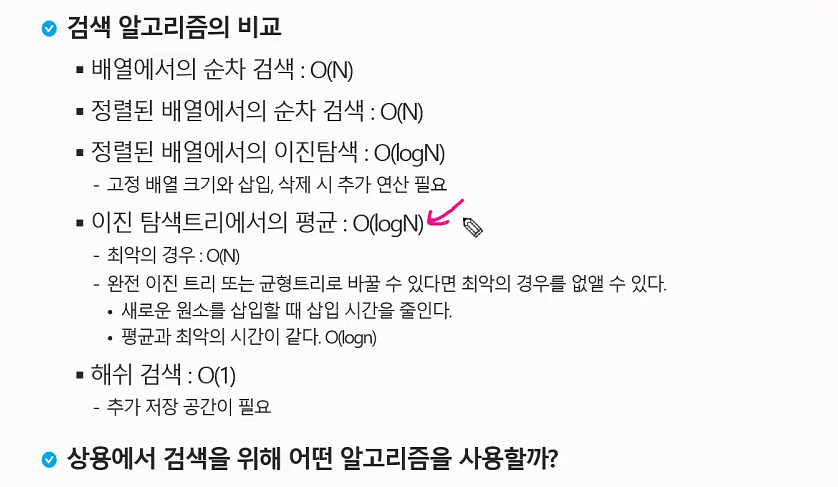 검색 알고리즘의 비교
▪ 배열에서의 순차 검색 : O(N)
▪ 정렬된 배열에서의 순차 검색 : O(N)
▪ 정렬된 배열에서의 이진탐색 : O(logN)
- 고정 배열 크기와 삽입, 삭제 시 추가 연산 필요
▪ 이진 탐색트리에서의 평균 : O(logN)
- 최악의 경우 : O(N)
- 완전 이진 트리 또는 균형트리로 바꿀 수 있다면 최악의 경우를 없앨 수 있다.
• 새로운 원소를 삽입할 때 삽입 시간을 줄인다.
• 평균과 최악의 시간이 같다. O(logn)
▪ 해쉬 검색 : O(1)
- 추가 저장 공간이 필요
상용에서 검색을 위해 어떤 알고리즘을 사용할까?